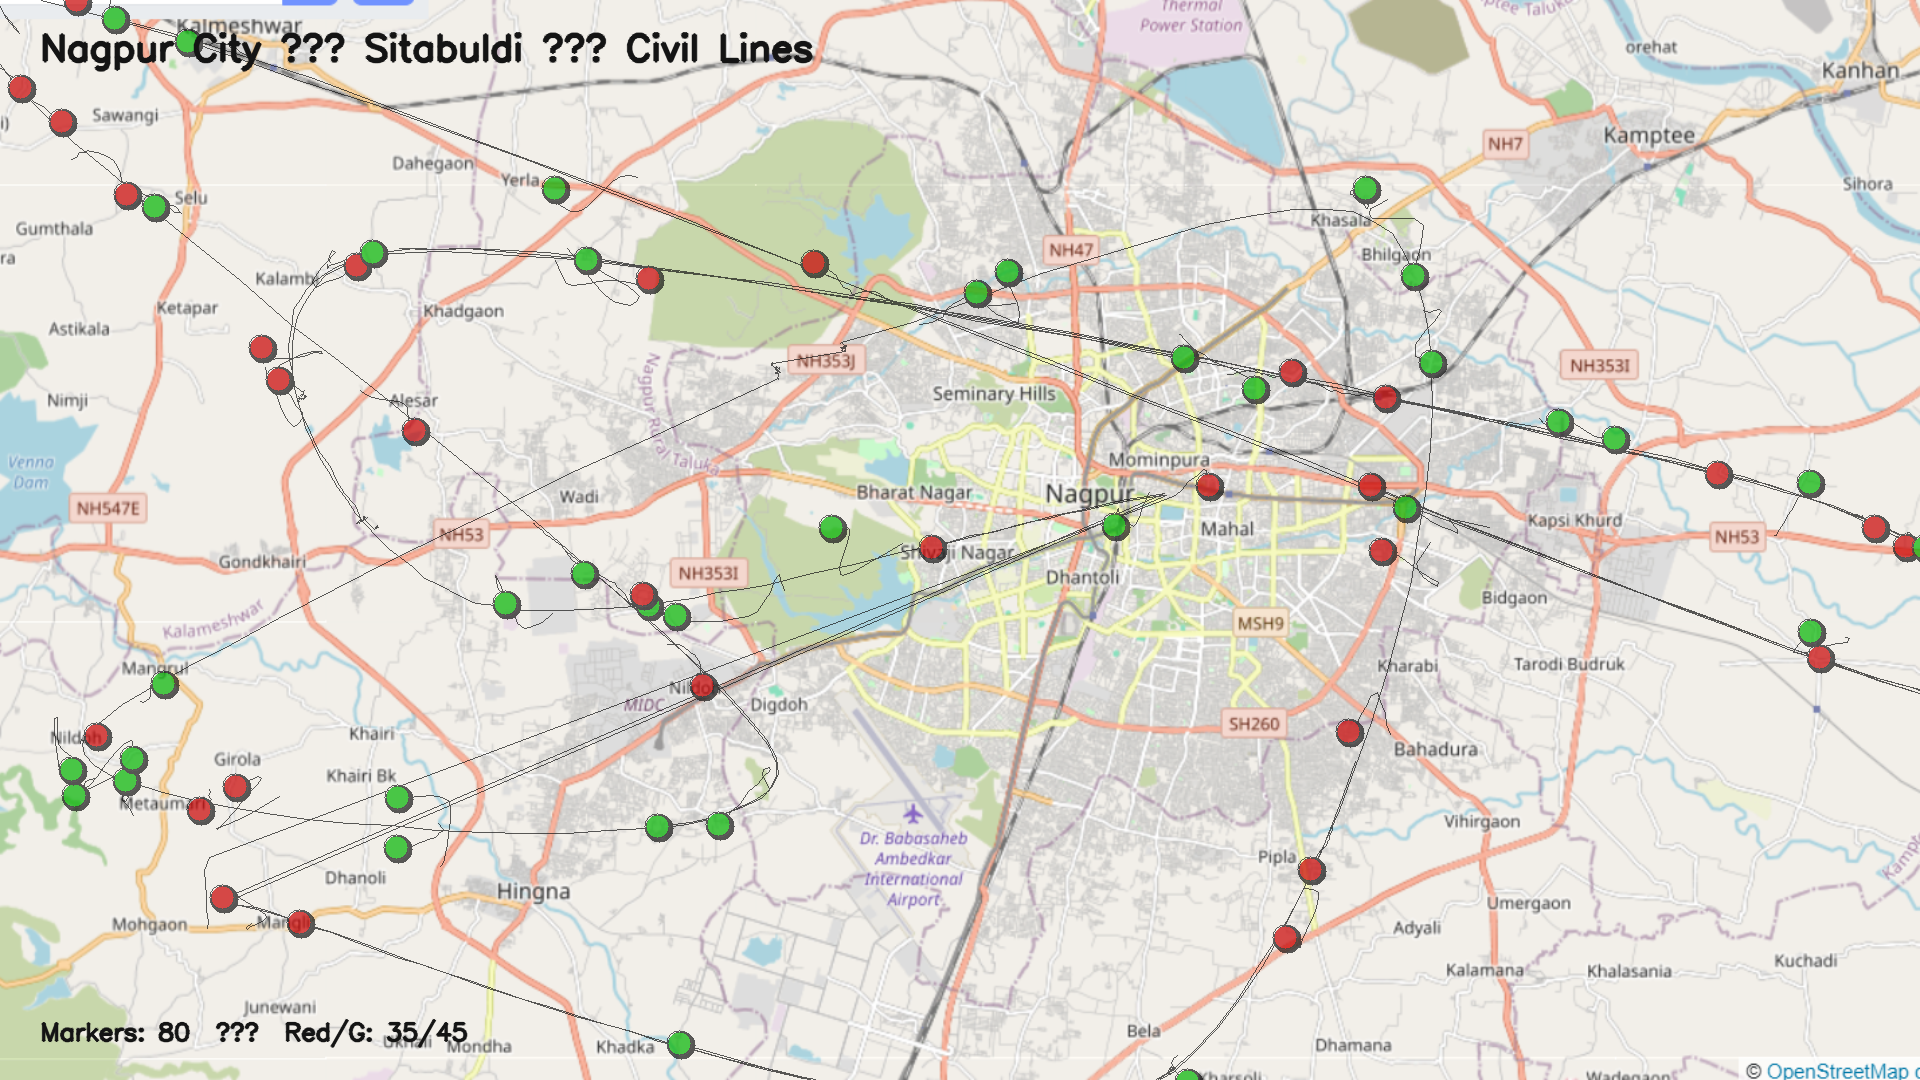 Kalmeshwar
Nagpur City ??? Sitabuldi ??? Civil Lines
Thermal
Power Station
orehat
Kanhan
Sawangi
NH7
Kamptee
Dahegaon
Yerla
Sihora
Selu
Gumthala
Khasala
NH47
Bhilgaon
Khadgaon
Ketapar
Astikala
NH353J
NH353I
Seminary Hills
Nimji
Alesar
Nagpur Rural Taluka
Mominpura
Venna
Dam
Wadi
Bharat Nagar
Nagpur
NH547E
Kapsi Khurd
Mahal
NH53
NH53
Gondkhairi
Shivaji Nagar
NH353I
Dhantoli
Bidgaon
Kalameshwar
MSH9
Mangrul
Kharabi
Tarodi Budruk
MIDC
Digdoh
SH260
Khairi
Bahadura
Girola
Khairi Bk
Metaumari
Vihirgaon
Dr. Babasaheb
Ambedkar
International
Airport
Pipla
Dhanoli
Hingna
Umergaon
Mohgaon
Adyali
Kalamana
Khalasania
Kuchadi
Junewani
Markers: 80 ??? Red/G: 35/45
Mondha
Khadka
Bela
Dhamana
Wadegaon
© OpenStreetMap